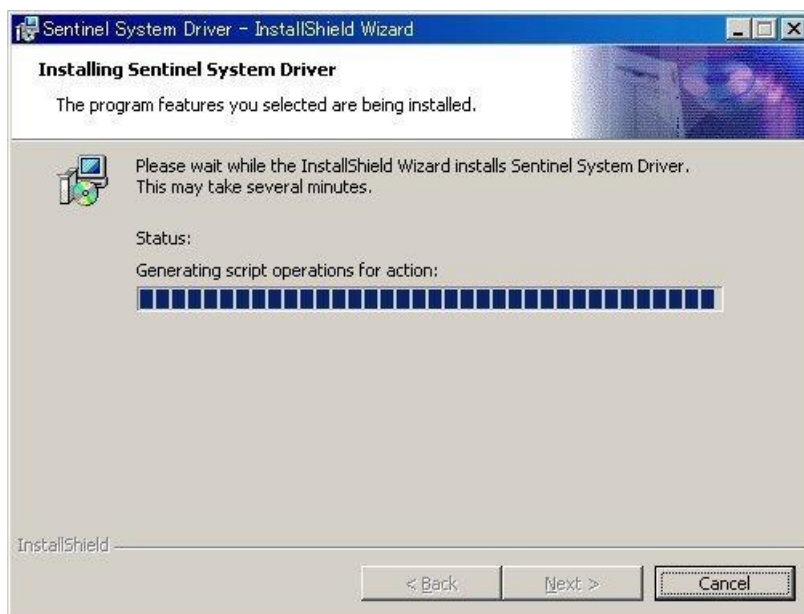 Sentinel System Driver - InstallShield Wizard
Installing Sentinel System Driver
The program features you selected are being installed.
Please wait while the InstallShield Wizard installs Sentinel System Driver.
This may take several minutes.
Status:
Generating script operations for action:
InstallShield
< Back
Next >
Cancel